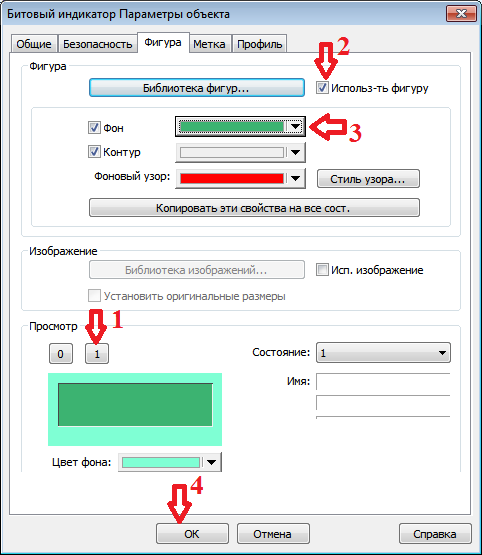 Битовый индикатор Параметры объекта
Общие Безопасность Фигура Метка Профиль
2
Фигура
Библиотека фигур... Использ-ть фигуру
Фон
3
Контур
Фоновый узор: Стиль узора...
Копировать эти свойства на все сост.
Изображение
Библиотека изображений... Исп. изображение
Установить оригинальные размеры
1
Просмотр
0 1 Состояние: 1
Имя:
Цвет фона:
4
OK Отмена Справка